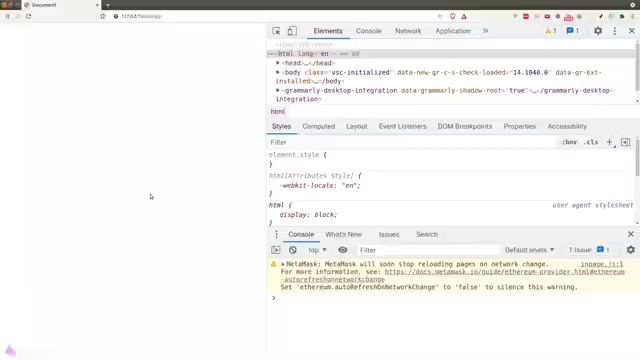 Document
Elements
Console
Network
Application
1
1
<!DOCTYPE html>
html lang= en == $0
▶<head>…</head>
▶<body class="vsc-initialized" data-new-gr-c-s-check-loaded="14.1040.0" data-gr-ext-
installed>…</body>
▶<grammarly-desktop-integration data-grammarly-shadow-root="true">…</grammarly-desktop-
integration>
html
Styles
Computed
Layout
Event Listeners
DOM Breakpoints
Properties
Accessibility
Filter
:hov .cls
element.style {
}
html[Attributes Style] {
-webkit-locale: "en";
}
html {
user agent stylesheet
display: block;
Console
What's New
Issues
Search
top
Filter
Default levels
1 Issue: 1
▶MetaMask: MetaMask will soon stop reloading pages on network change.
inpage.js:1
For more information, see: https://docs.metamask.io/guide/ethereum-provider.html#ethereum
-autorefreshonnetworkchange
Set 'ethereum.autoRefreshOnNetworkChange' to 'false' to silence this warning.